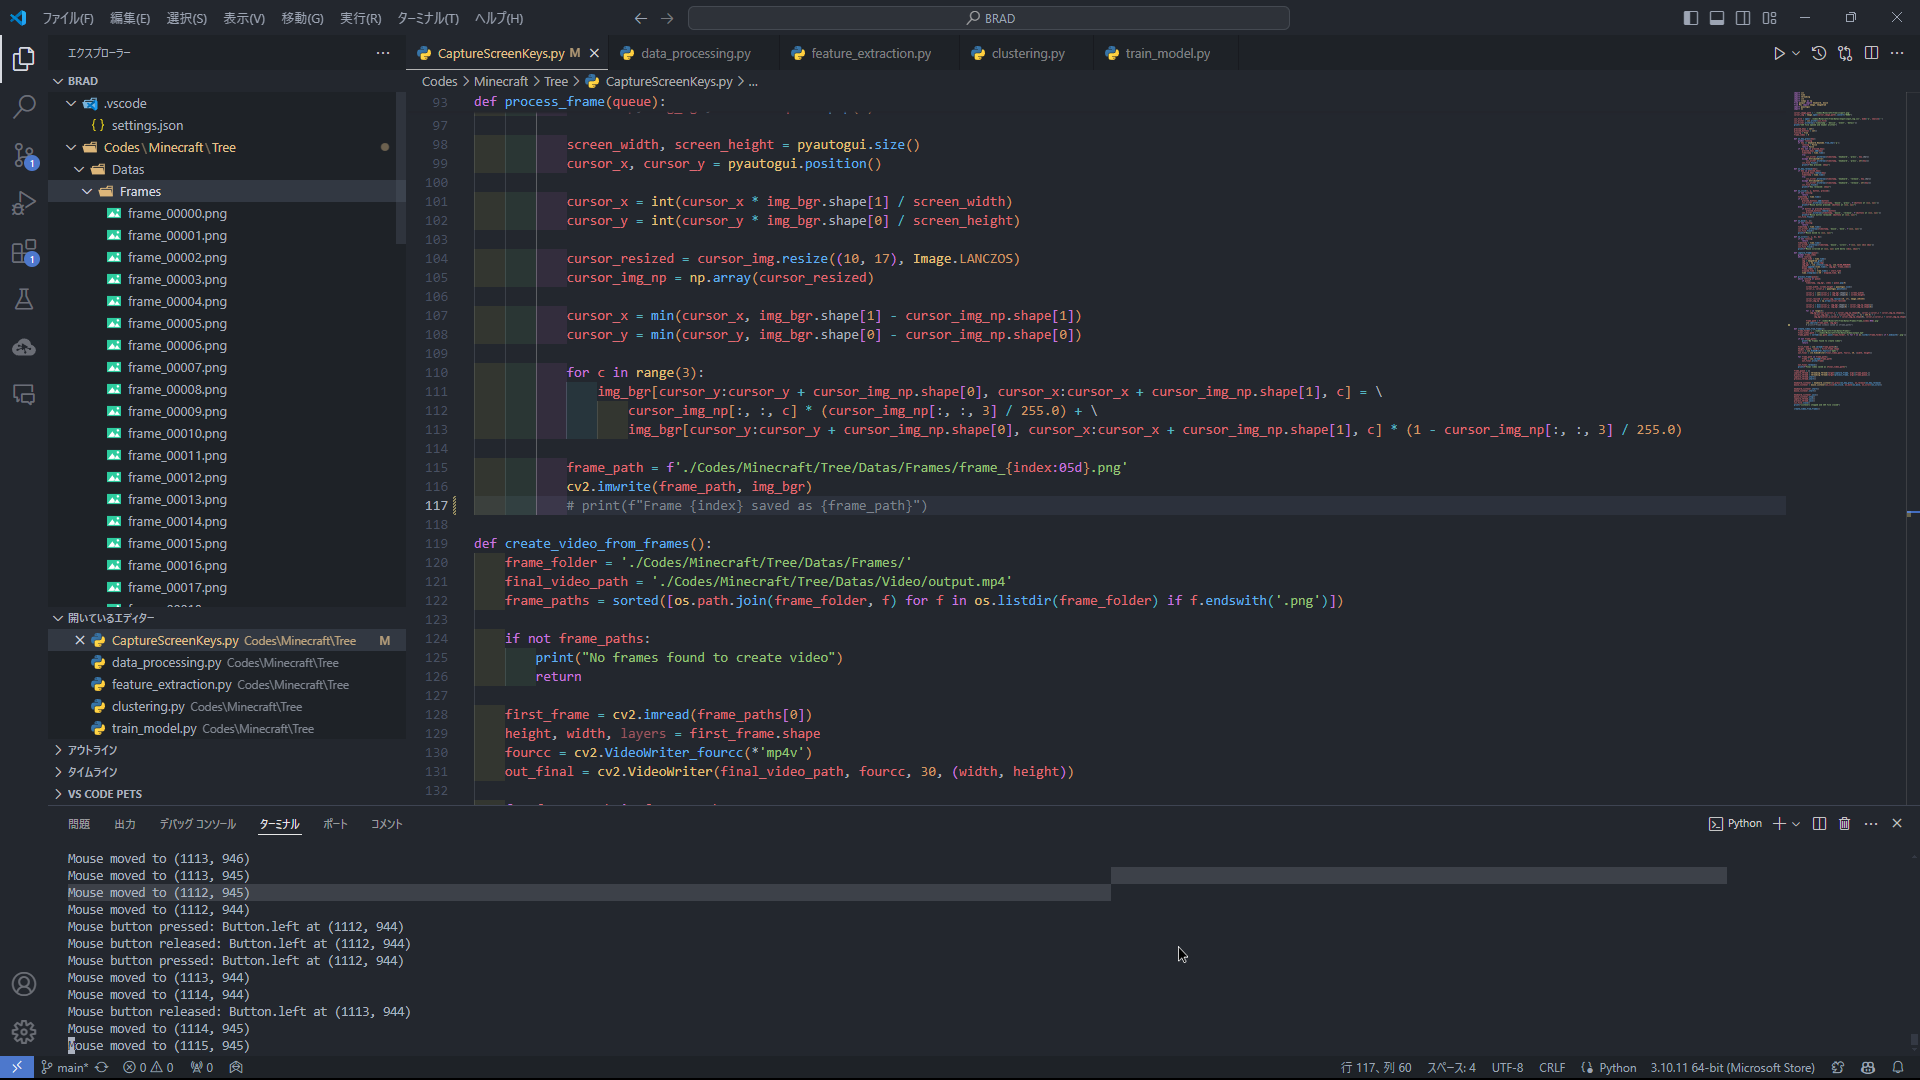 ファイル(F) 編集(E) 選択(S) 表示(V) 移動(G) 実行(R) ターミナル(T) ヘルプ(H)
BRAD
エクスプローラー
CaptureScreenKeys.py M
data_processing.py
feature_extraction.py
clustering.py
train_model.py
BRAD
.vscode
{ } settings.json
Codes\Minecraft\Tree
Datas
Frames
frame_00000.png
frame_00001.png
frame_00002.png
frame_00003.png
frame_00004.png
frame_00005.png
frame_00006.png
frame_00007.png
frame_00008.png
frame_00009.png
frame_00010.png
frame_00011.png
frame_00012.png
frame_00013.png
frame_00014.png
frame_00015.png
frame_00016.png
frame_00017.png
1
1
開いているエディター
CaptureScreenKeys.py Codes\Minecraft\Tree M
data_processing.py Codes\Minecraft\Tree
feature_extraction.py Codes\Minecraft\Tree
clustering.py Codes\Minecraft\Tree
train_model.py Codes\Minecraft\Tree
アウトライン
タイムライン
VS CODE PETS
Codes > Minecraft > Tree > CaptureScreenKeys.py > ...
93 def process_frame(queue):
97
98 screen_width, screen_height = pyautogui.size()
99 cursor_x, cursor_y = pyautogui.position()
100
101 cursor_x = int(cursor_x * img_bgr.shape[1] / screen_width)
102 cursor_y = int(cursor_y * img_bgr.shape[0] / screen_height)
103
104 cursor_resized = cursor_img.resize((10, 17), Image.LANCZOS)
105 cursor_img_np = np.array(cursor_resized)
106
107 cursor_x = min(cursor_x, img_bgr.shape[1] - cursor_img_np.shape[1])
108 cursor_y = min(cursor_y, img_bgr.shape[0] - cursor_img_np.shape[0])
109
110 for c in range(3):
111 img_bgr[cursor_y:cursor_y + cursor_img_np.shape[0], cursor_x:cursor_x + cursor_img_np.shape[1], c] = \
112 cursor_img_np[:, :, c] * (cursor_img_np[:, :, 3] / 255.0) + \
113 img_bgr[cursor_y:cursor_y + cursor_img_np.shape[0], cursor_x:cursor_x + cursor_img_np.shape[1], c] * (1 - cursor_img_np[:, :, 3] / 255.0)
114
115 frame_path = f'./Codes/Minecraft/Tree/Datas/Frames/frame_{index:05d}.png'
116 cv2.imwrite(frame_path, img_bgr)
117 # print(f"Frame {index} saved as {frame_path}")
118
119 def create_video_from_frames():
120 frame_folder = './Codes/Minecraft/Tree/Datas/Frames/'
121 final_video_path = './Codes/Minecraft/Tree/Datas/Video/output.mp4'
122 frame_paths = sorted([os.path.join(frame_folder, f) for f in os.listdir(frame_folder) if f.endswith('.png')])
123
124 if not frame_paths:
125 print("No frames found to create video")
126 return
127
128 first_frame = cv2.imread(frame_paths[0])
129 height, width, layers = first_frame.shape
130 fourcc = cv2.VideoWriter_fourcc(*'mp4v')
131 out_final = cv2.VideoWriter(final_video_path, fourcc, 30, (width, height))
132
問題 出力 デバッグ コンソール ターミナル ポート コメント
Python
Mouse moved to (1113, 946)
Mouse moved to (1113, 945)
Mouse moved to (1112, 945)
Mouse moved to (1112, 944)
Mouse button pressed: Button.left at (1112, 944)
Mouse button released: Button.left at (1112, 944)
Mouse button pressed: Button.left at (1112, 944)
Mouse moved to (1113, 944)
Mouse moved to (1114, 944)
Mouse button released: Button.left at (1113, 944)
Mouse moved to (1114, 945)
Mouse moved to (1115, 945)
main* 0 0 0
行 117、列 60 スペース: 4 UTF-8 CRLF Python 3.10.11 64-bit (Microsoft Store)